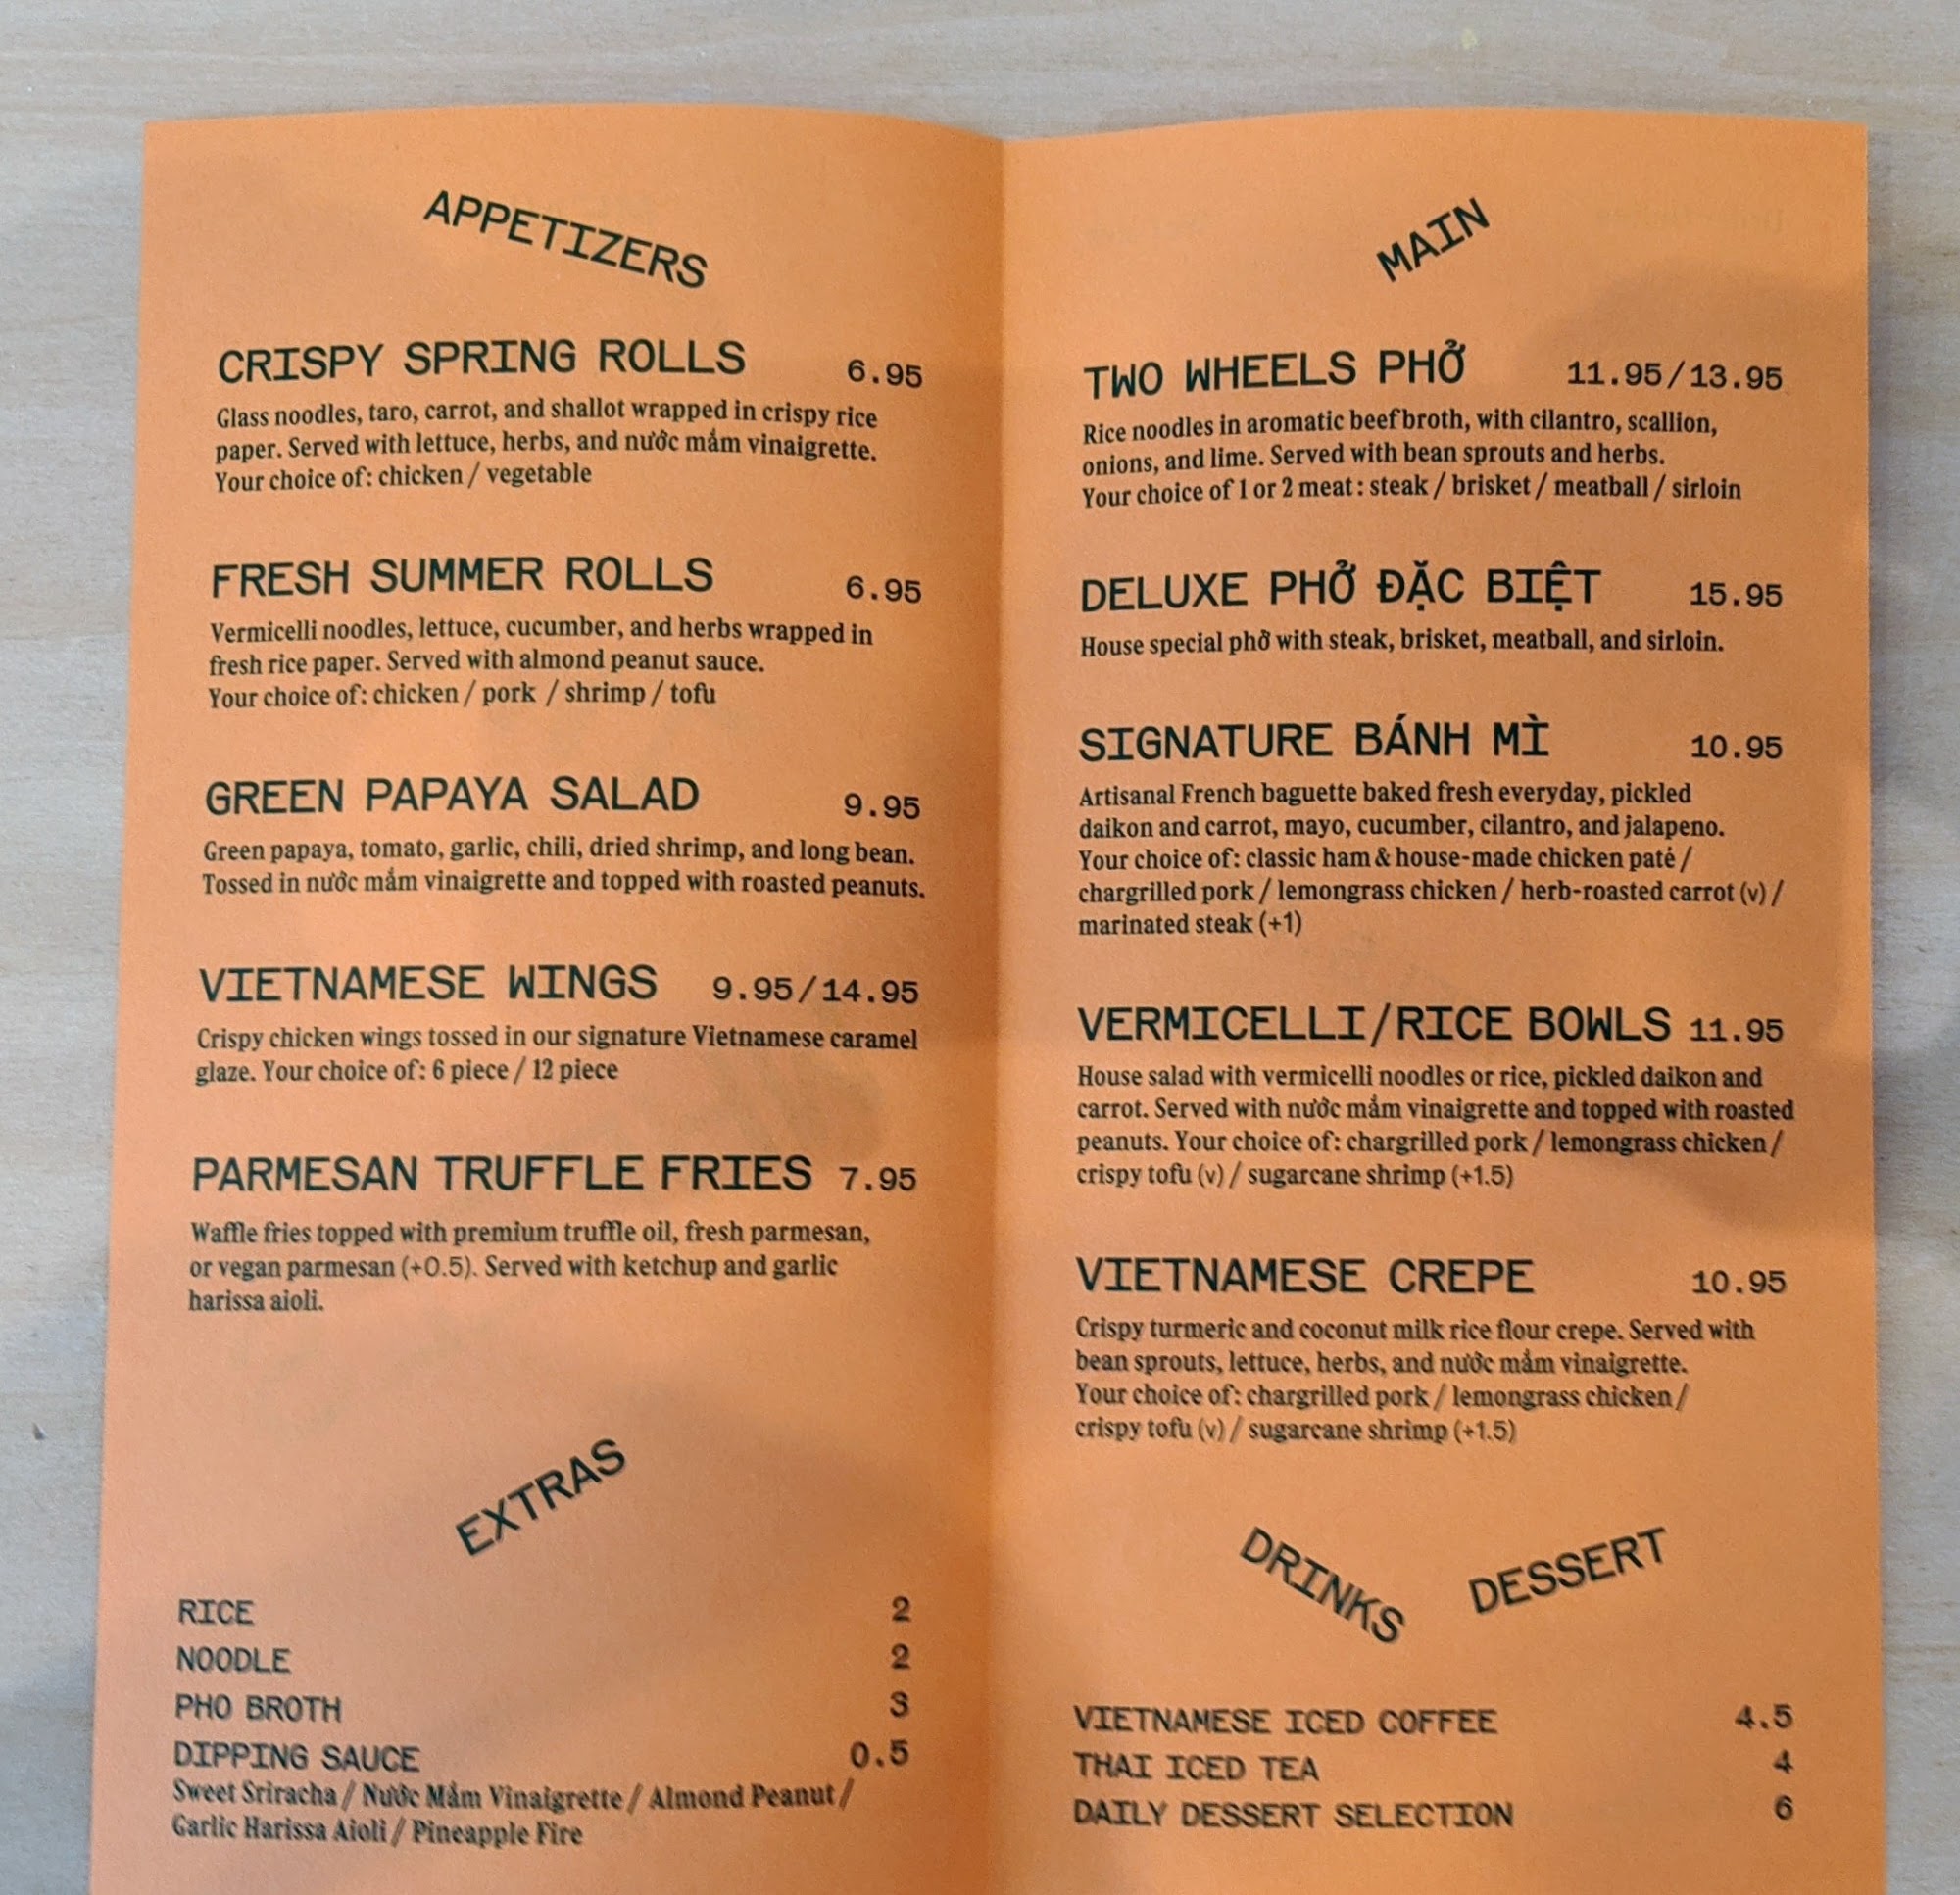 APPETIZERS
CRISPY SPRING ROLLS 6.95
Glass noodles, taro, carrot, and shallot wrapped in crispy rice
paper. Served with lettuce, herbs, and nước mắm vinaigrette.
Your choice of: chicken / vegetable
FRESH SUMMER ROLLS 6.95
Vermicelli noodles, lettuce, cucumber, and herbs wrapped in
fresh rice paper. Served with almond peanut sauce.
Your choice of: chicken / pork / shrimp / tofu
GREEN PAPAYA SALAD 9.95
Green papaya, tomato, garlic, chili, dried shrimp, and long bean.
Tossed in nước mắm vinaigrette and topped with roasted peanuts.
VIETNAMESE WINGS 9.95/14.95
Crispy chicken wings tossed in our signature Vietnamese caramel
glaze. Your choice of: 6 piece / 12 piece
PARMESAN TRUFFLE FRIES 7.95
Waffle fries topped with premium truffle oil, fresh parmesan,
or vegan parmesan (+0.5). Served with ketchup and garlic
harissa aioli.
EXTRAS
RICE 2
NOODLE 2
PHO BROTH 3
DIPPING SAUCE 0.5
Sweet Sriracha / Nước Mắm Vinaigrette / Almond Peanut /
Garlic Harissa Aioli / Pineapple Fire
MAIN
TWO WHEELS PHỞ 11.95/13.95
Rice noodles in aromatic beef broth, with cilantro, scallion,
onions, and lime. Served with bean sprouts and herbs.
Your choice of 1 or 2 meat: steak / brisket / meatball / sirloin
DELUXE PHỞ ĐẶC BIỆT 15.95
House special phở with steak, brisket, meatball, and sirloin.
SIGNATURE BÁNH MÌ 10.95
Artisanal French baguette baked fresh everyday, pickled
daikon and carrot, mayo, cucumber, cilantro, and jalapeno.
Your choice of: classic ham & house-made chicken paté /
chargrilled pork / lemongrass chicken / herb-roasted carrot (v) /
marinated steak (+1)
VERMICELLI/RICE BOWLS 11.95
House salad with vermicelli noodles or rice, pickled daikon and
carrot. Served with nước mắm vinaigrette and topped with roasted
peanuts. Your choice of: chargrilled pork / lemongrass chicken /
crispy tofu (v) / sugarcane shrimp (+1.5)
VIETNAMESE CREPE 10.95
Crispy turmeric and coconut milk rice flour crepe. Served with
bean sprouts, lettuce, herbs, and nước mắm vinaigrette.
Your choice of: chargrilled pork / lemongrass chicken /
crispy tofu (v) / sugarcane shrimp (+1.5)
DRINKS DESSERT
VIETNAMESE ICED COFFEE 4.5
THAI ICED TEA 4
DAILY DESSERT SELECTION 6